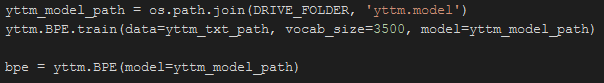 yttm_model_path = os.path.join(DRIVE_FOLDER, 'yttm.model')
yttm.BPE.train(data=yttm_txt_path, vocab_size=3500, model=yttm_model_path)
bpe = yttm.BPE(model=yttm_model_path)